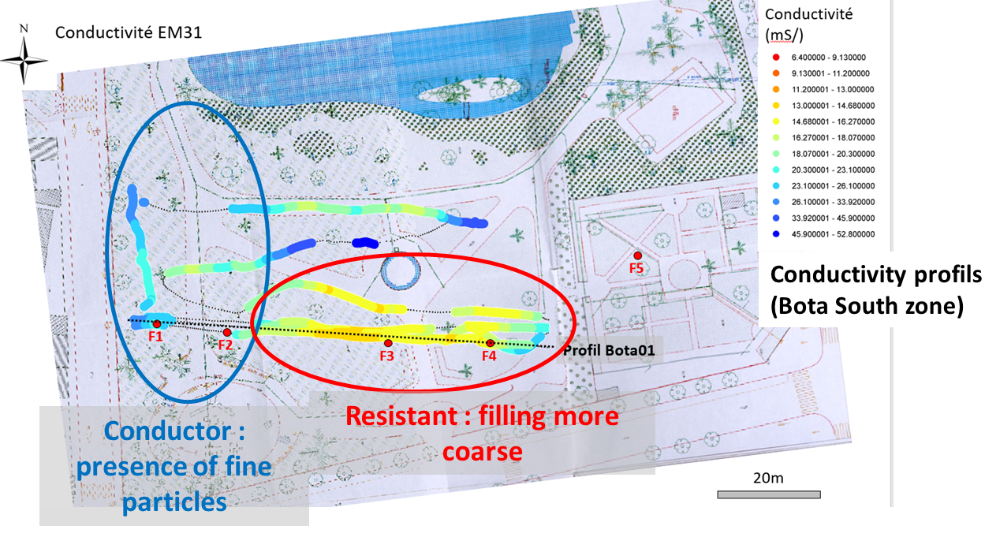 N
Conductivité EM31
Conductivité
(mS/)
6.400000 - 9.130000
9.130001 - 11.200000
11.200001 - 13.000000
13.000001 - 14.680000
14.680001 - 16.270000
16.270001 - 18.070000
18.070001 - 20.300000
20.300001 - 23.100000
23.100001 - 26.100000
26.100001 - 33.920000
33.920001 - 45.900000
45.900001 - 52.800000
Conductivity profils
(Bota South zone)
F5
F1
F2
F3
F4
Profil Bota01
Resistant : filling more
coarse
Conductor :
presence of fine
particles
20m